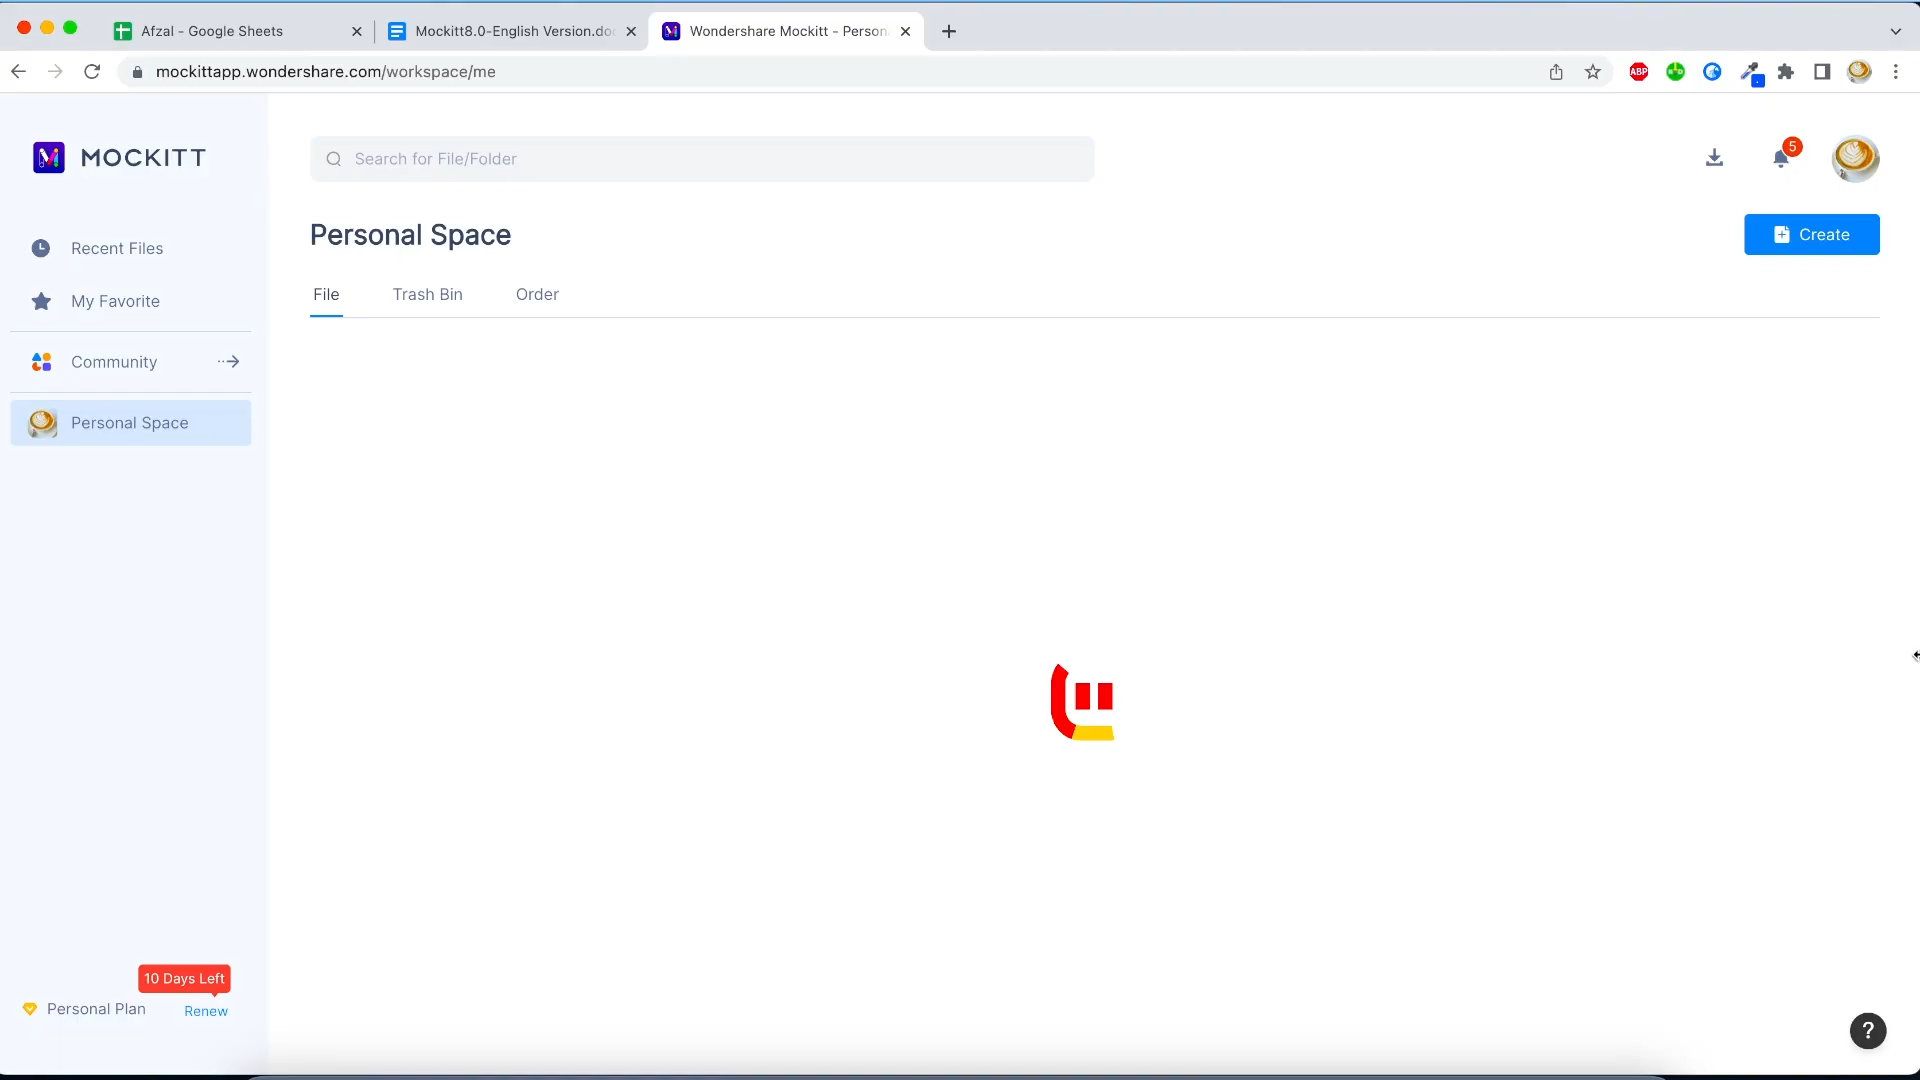 Afzal - Google Sheets
Mockitt8.0-English Version.doc
Wondershare Mockitt - Person
mockittapp.wondershare.com/workspace/me
ABP
MOCKITT
Search for File/Folder
5
Personal Space
Create
Recent Files
My Favorite
File
Trash Bin
Order
Community
Personal Space
10 Days Left
Personal Plan
Renew
?